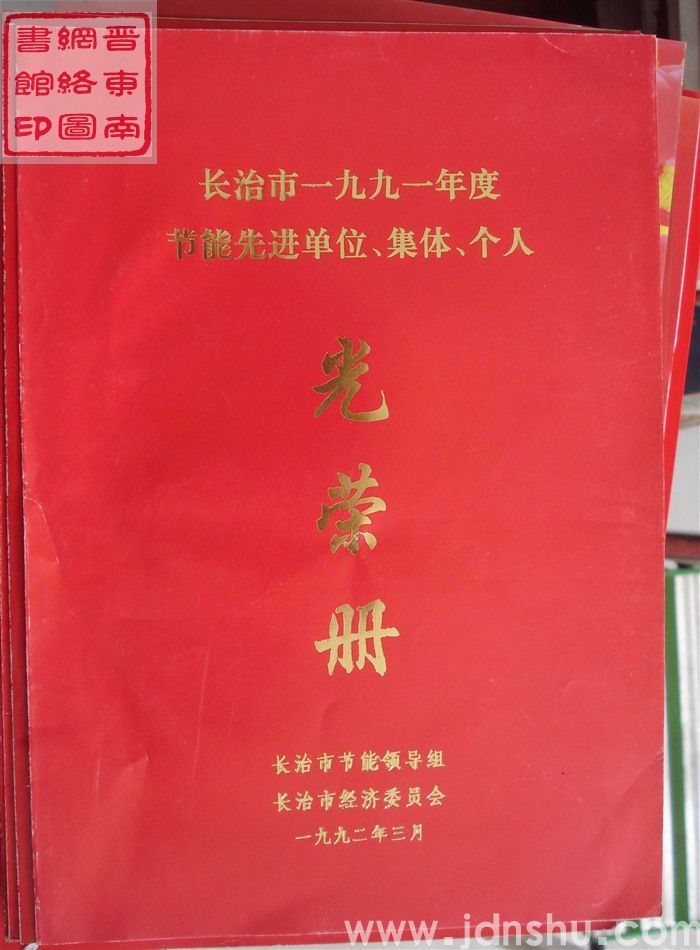 晋东南
網络圖
書館印
长治市一九九一年度
节能先进单位、集体、个人
光
荣
册
长治市节能领导组
长治市经济委员会
一九九二年三月
www.jdnshu.com